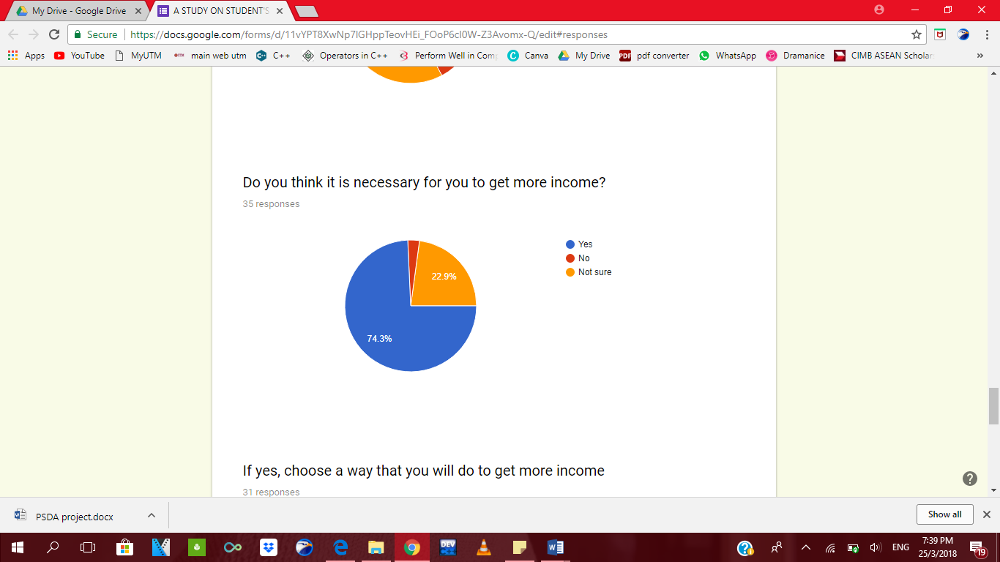 My Drive - Google Drive
A STUDY ON STUDENT'S
Secure
https://docs.google.com/forms/d/11vYPT8XwNp7lGHppTeovHEi_FOoP6cl0W-Z3Avomx-Q/edit#responses
Apps YouTube MyUTM main web utm C++ Operators in C++ Perform Well in Com Canva My Drive PDF pdf converter WhatsApp Dramanice CIMB ASEAN Scholar »
Do you think it is necessary for you to get more income?
35 responses
Yes
No
Not sure
22.9%
74.3%
If yes, choose a way that you will do to get more income
31 responses
PSDA project.docx
Show all
DEV
ENG
7:39 PM
25/3/2018
19